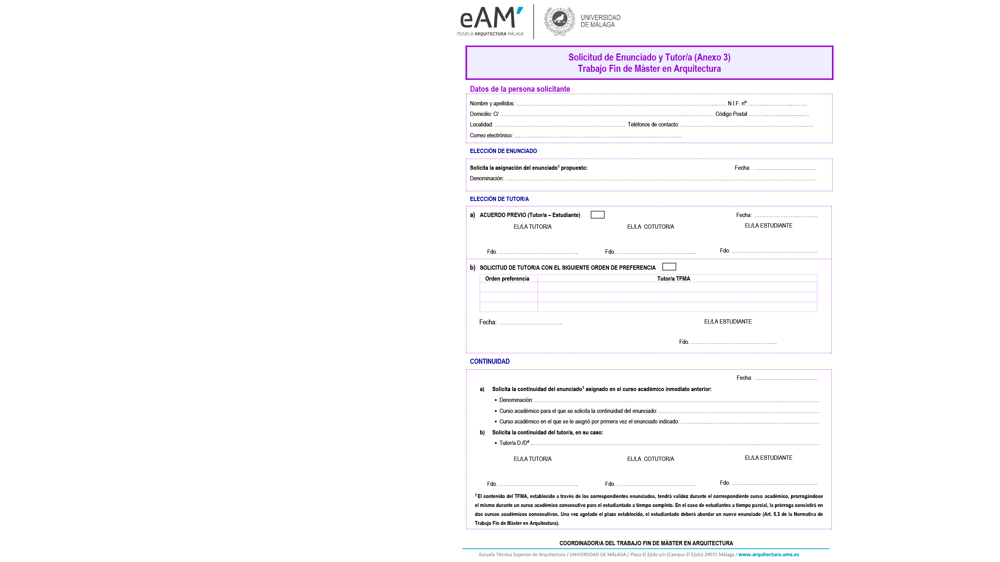 eAM'
ESCUELA ARQUITECTURA MÁLAGA
UNIVERSITAS MALACITANA
UNIVERSIDAD
DE MÁLAGA
Solicitud de Enunciado y Tutor/a (Anexo 3)
Trabajo Fin de Máster en Arquitectura
Datos de la persona solicitante
Nombre y apellidos: ........................................ N.I.F. nº: ....................
Domicilio: C/ ........................................ Código Postal ....................
Localidad: ........................................ Teléfonos de contacto: ........................................
Correo electrónico: ........................................
ELECCIÓN DE ENUNCIADO
Solicita la asignación del enunciado¹ propuesto: Fecha: ....................
Denominación: ........................................
ELECCIÓN DE TUTOR/A
a) ACUERDO PREVIO (Tutor/a – Estudiante) Fecha: ....................
EL/LA TUTOR/A EL/LA COTUTOR/A EL/LA ESTUDIANTE
Fdo. .................... Fdo. .................... Fdo. ....................
b) SOLICITUD DE TUTOR/A CON EL SIGUIENTE ORDEN DE PREFERENCIA
Orden preferencia Tutor/a TFMA
Fecha: .................... EL/LA ESTUDIANTE
Fdo. ....................
CONTINUIDAD
Fecha: ....................
a) Solicita la continuidad del enunciado¹ asignado en el curso académico inmediato anterior:
▪ Denominación: ........................................
▪ Curso académico para el que se solicita la continuidad del enunciado: ........................................
▪ Curso académico en el que se le asignó por primera vez el enunciado indicado: ........................................
b) Solicita la continuidad del tutor/a, en su caso:
▪ Tutor/a D./Dª ........................................
EL/LA TUTOR/A EL/LA COTUTOR/A EL/LA ESTUDIANTE
Fdo. .................... Fdo. .................... Fdo. ....................
¹ El contenido del TFMA, establecido a través de los correspondientes enunciados, tendrá validez durante el correspondiente curso académico, prorrogándose
el mismo durante un curso académico consecutivo para el estudiantado a tiempo completo. En el caso de estudiantes a tiempo parcial, la prórroga consistirá en
dos cursos académicos consecutivos. Una vez agotado el plazo establecido, el estudiantado deberá abordar un nuevo enunciado (Art. 5.3 de la Normativa de
Trabajo Fin de Máster en Arquitectura).
COORDINADOR/A DEL TRABAJO FIN DE MÁSTER EN ARQUITECTURA
Escuela Técnica Superior de Arquitectura / UNIVERSIDAD DE MÁLAGA / Plaza El Ejido s/n (Campus El Ejido) 29071 Málaga / www.arquitectura.uma.es